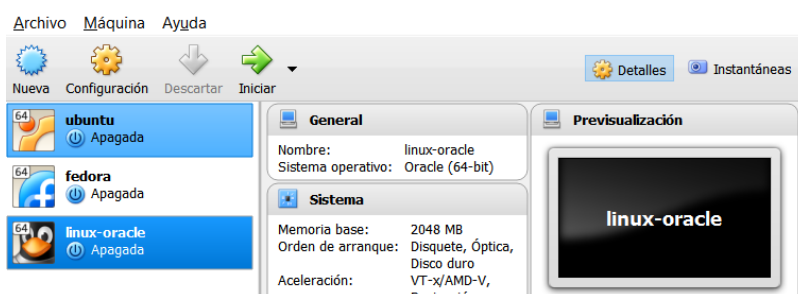 Archivo Máquina Ayuda
Nueva Configuración Descartar Iniciar
Detalles Instantáneas
64 ubuntu
Apagada
64 fedora
Apagada
64 linux-oracle
Apagada
General
Nombre: linux-oracle
Sistema operativo: Oracle (64-bit)
Sistema
Memoria base: 2048 MB
Orden de arranque: Disquete, Óptica,
Disco duro
Aceleración: VT-x/AMD-V,
Previsualización
linux-oracle